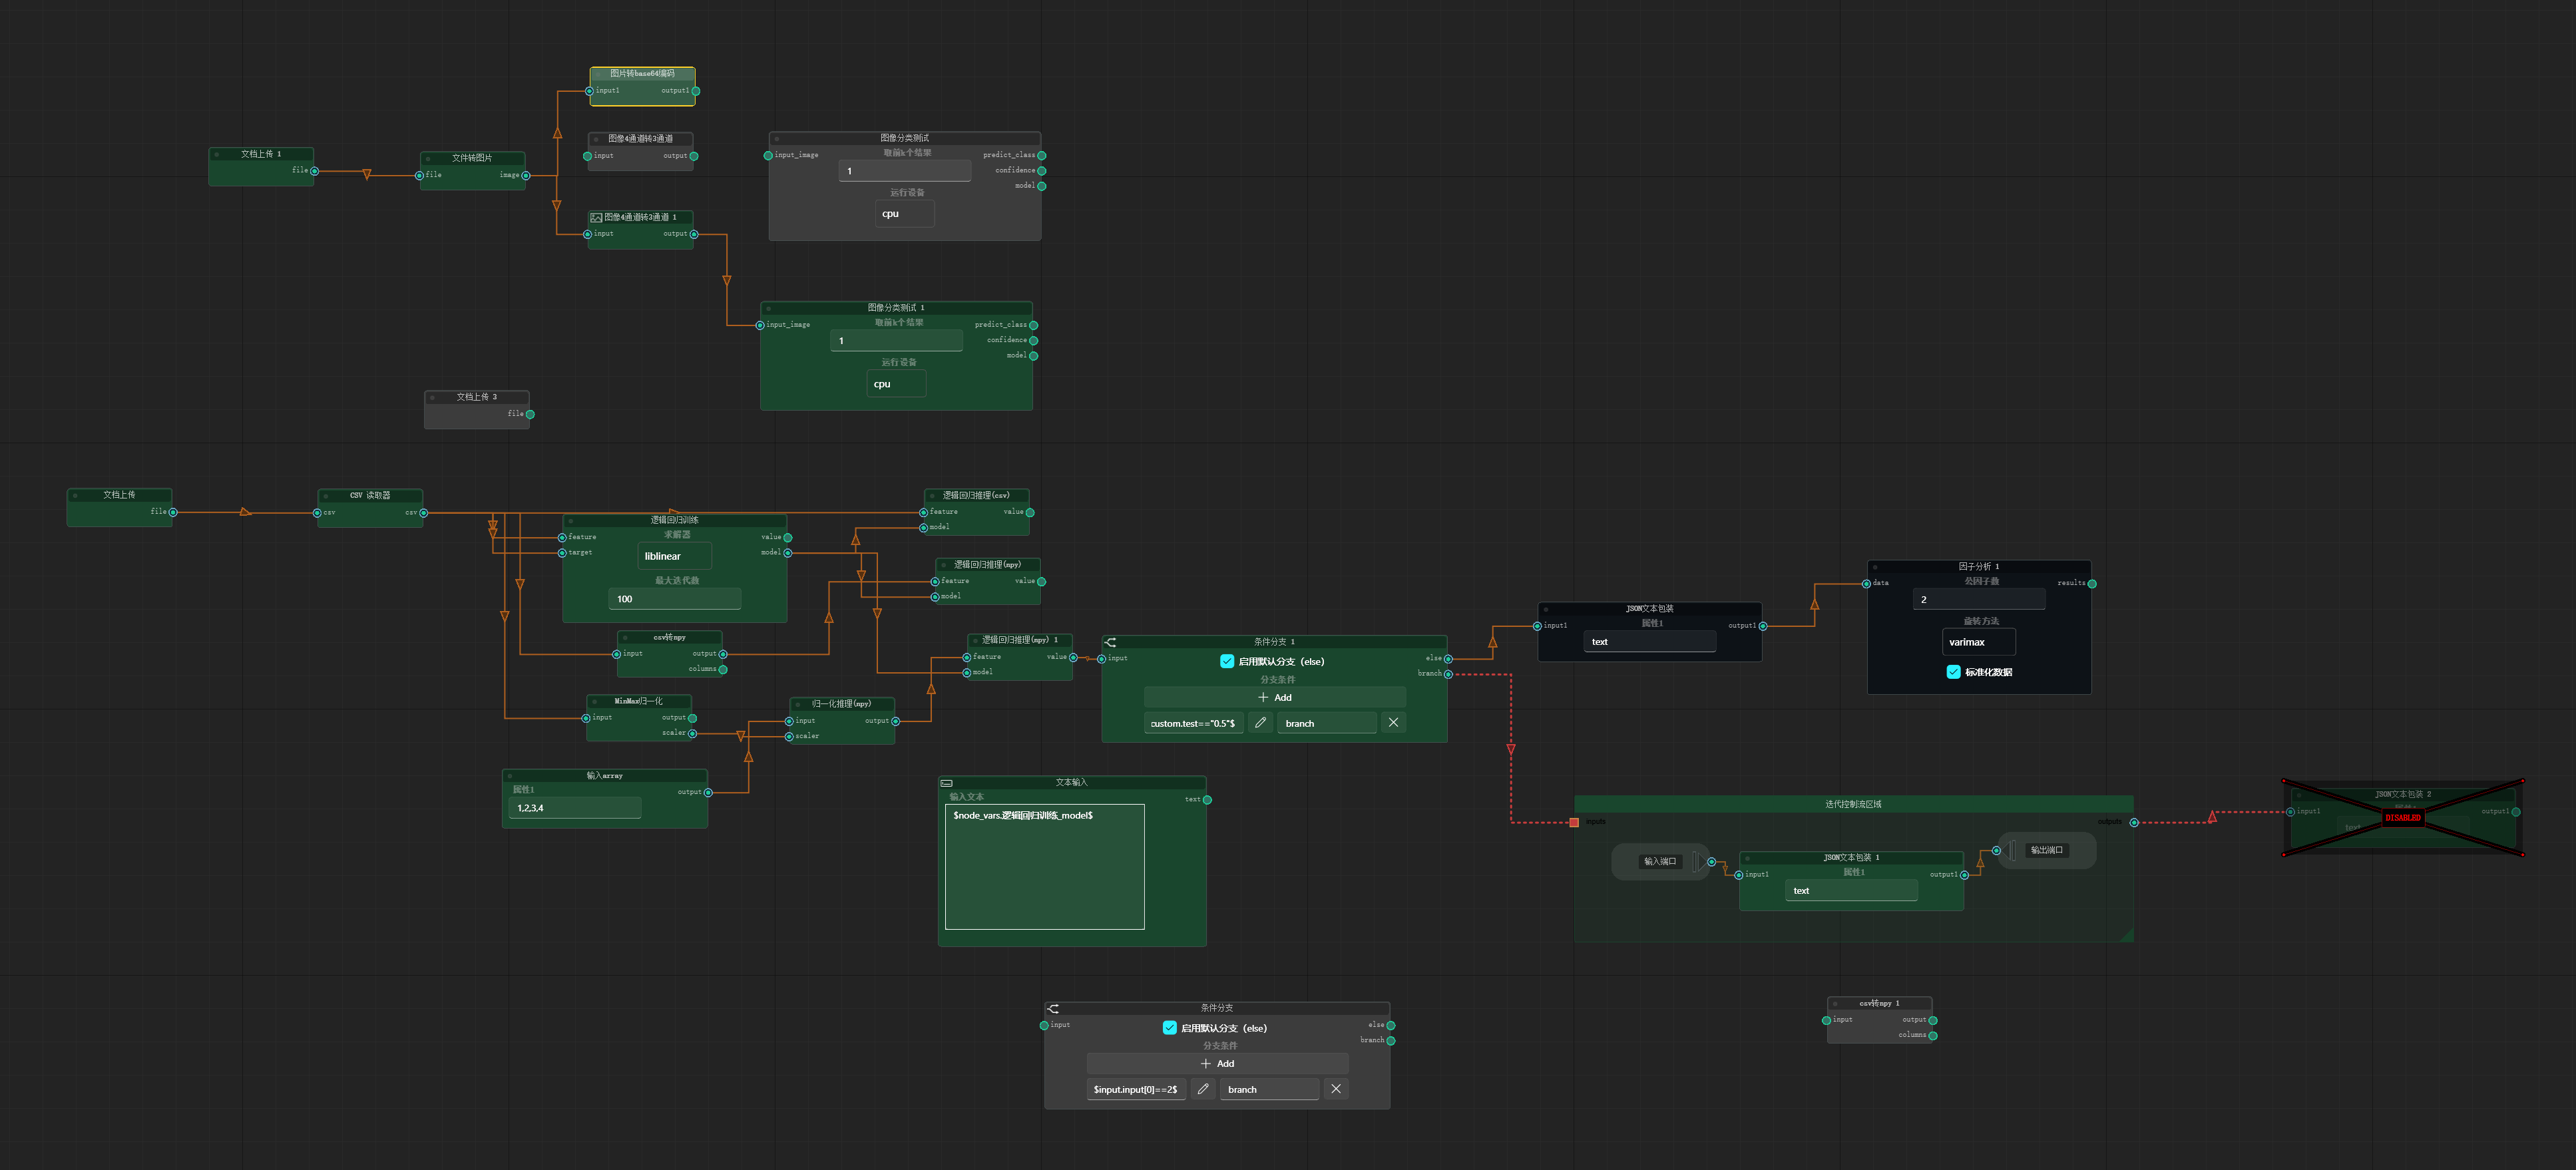 图片转base64编码
input1 output1
图像4通道转3通道
input output
图像分类测试
input_image 取前k个结果 predict_class
1 confidence
model
运行设备
cpu
文档上传 1
file
文件转图片
file image
图像4通道转3通道 1
input output
图像分类测试 1
input_image 取前k个结果 predict_class
1 confidence
model
运行设备
cpu
文档上传 3
file
文档上传
file
CSV 读取器
csv csv
逻辑回归训练
feature 求解器 value
target liblinear model
最大迭代数
100
逻辑回归推理(csv)
feature value
model
逻辑回归推理(npy)
feature value
model
csv转npy
input output
columns
MinMax归一化
input output
scaler
归一化推理(npy)
input output
scaler
输入array
属性1 output
1,2,3,4
逻辑回归推理(npy) 1
feature value
model
条件分支 1
input 启用默认分支（else） else
branch
分支条件
Add
custom.test=="0.5"$ branch
文本输入
输入文本 text
$node_vars.逻辑回归训练_model$
JSON文本包装
input1 属性1 output1
text
因子分析 1
data 公因子数 results
2
旋转方法
varimax
标准化数据
迭代控制流区域
inputs outputs
输入端口
JSON文本包装 1
input1 属性1 output1
text
输出端口
JSON文本包装 2
input1 output1
DISABLED
text
条件分支
input 启用默认分支（else） else
branch
分支条件
Add
$input.input[0]==2$ branch
csv转npy 1
input output
columns